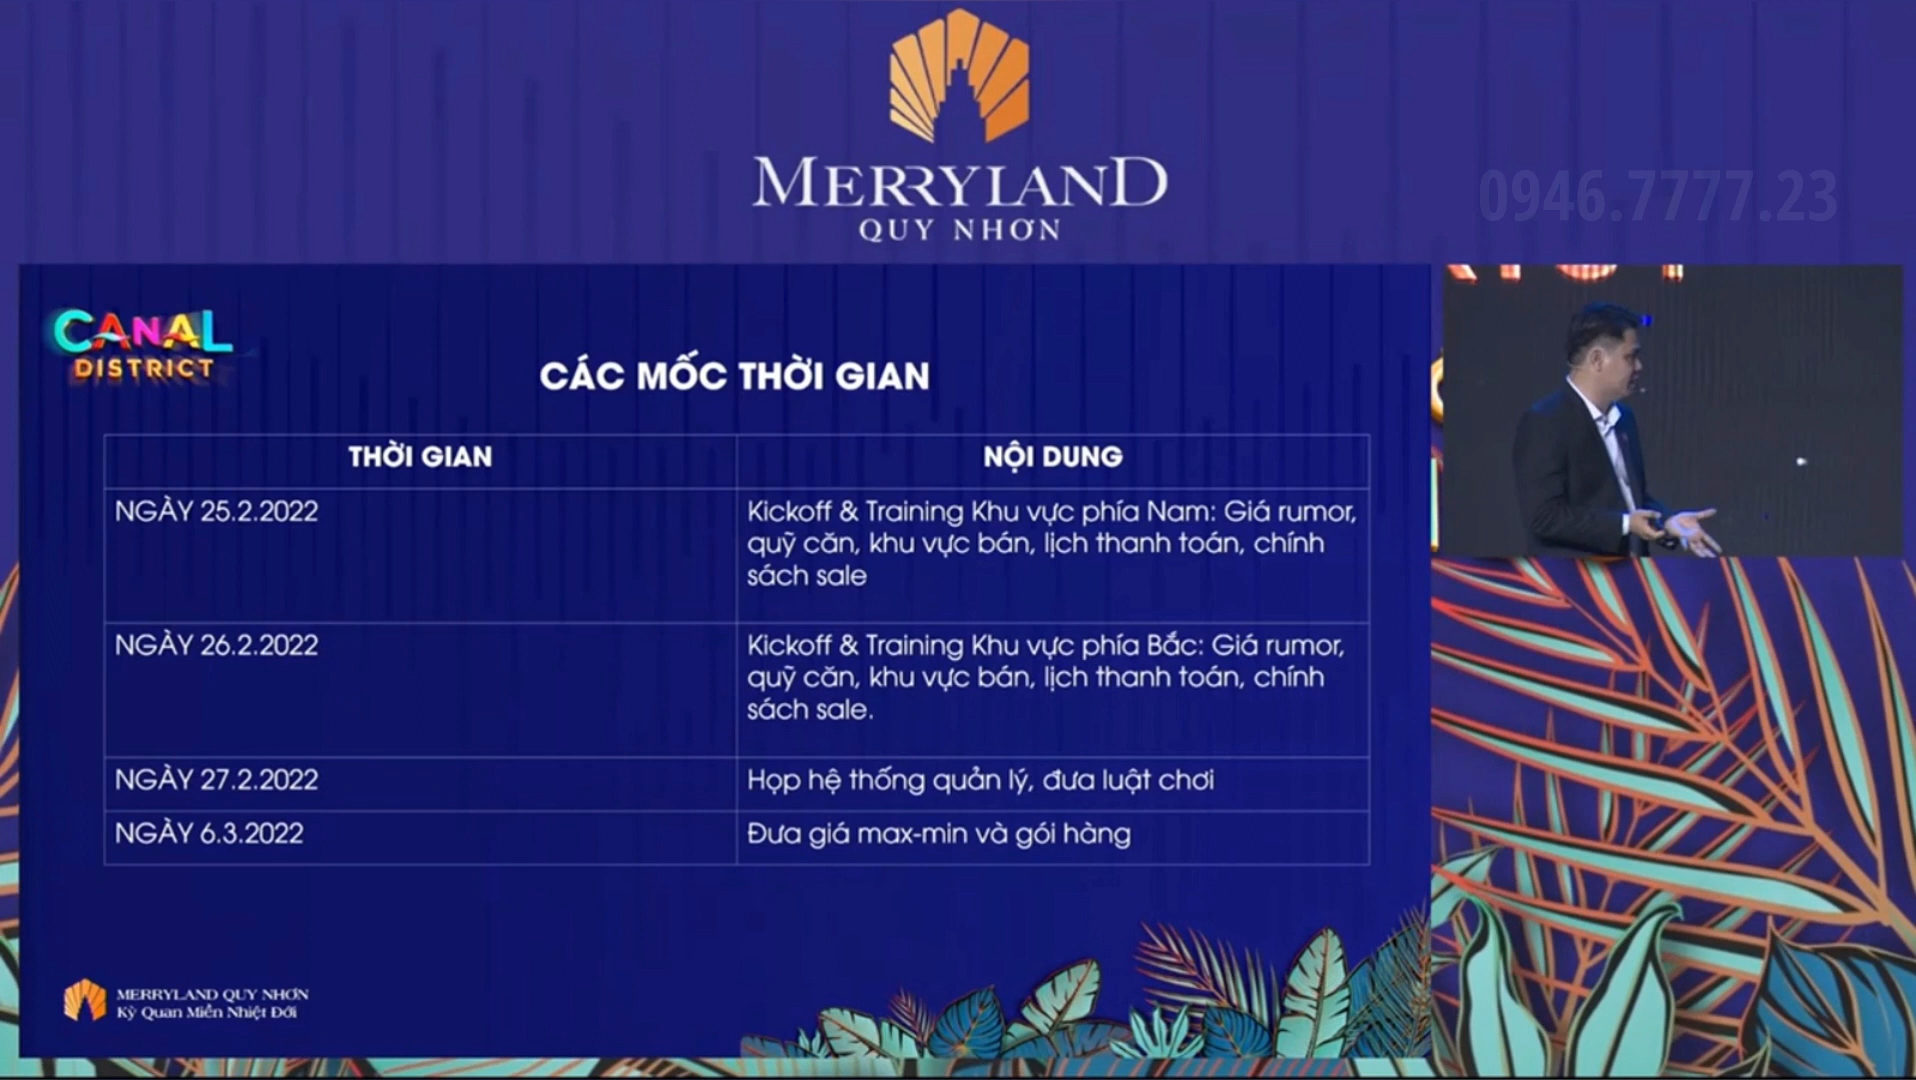 MERRYLAND
QUY NHƠN
0946.7777.23
CANAL
DISTRICT
CÁC MỐC THỜI GIAN
THỜI GIAN
NỘI DUNG
NGÀY 25.2.2022
Kickoff & Training Khu vực phía Nam: Giá rumor,
quỹ căn, khu vực bán, lịch thanh toán, chính
sách sale
NGÀY 26.2.2022
Kickoff & Training Khu vực phía Bắc: Giá rumor,
quỹ căn, khu vực bán, lịch thanh toán, chính
sách sale.
NGÀY 27.2.2022
Họp hệ thống quản lý, đưa luật chơi
NGÀY 6.3.2022
Đưa giá max-min và gói hàng
MERRYLAND QUY NHƠN
Kỳ Quan Miền Nhiệt Đới